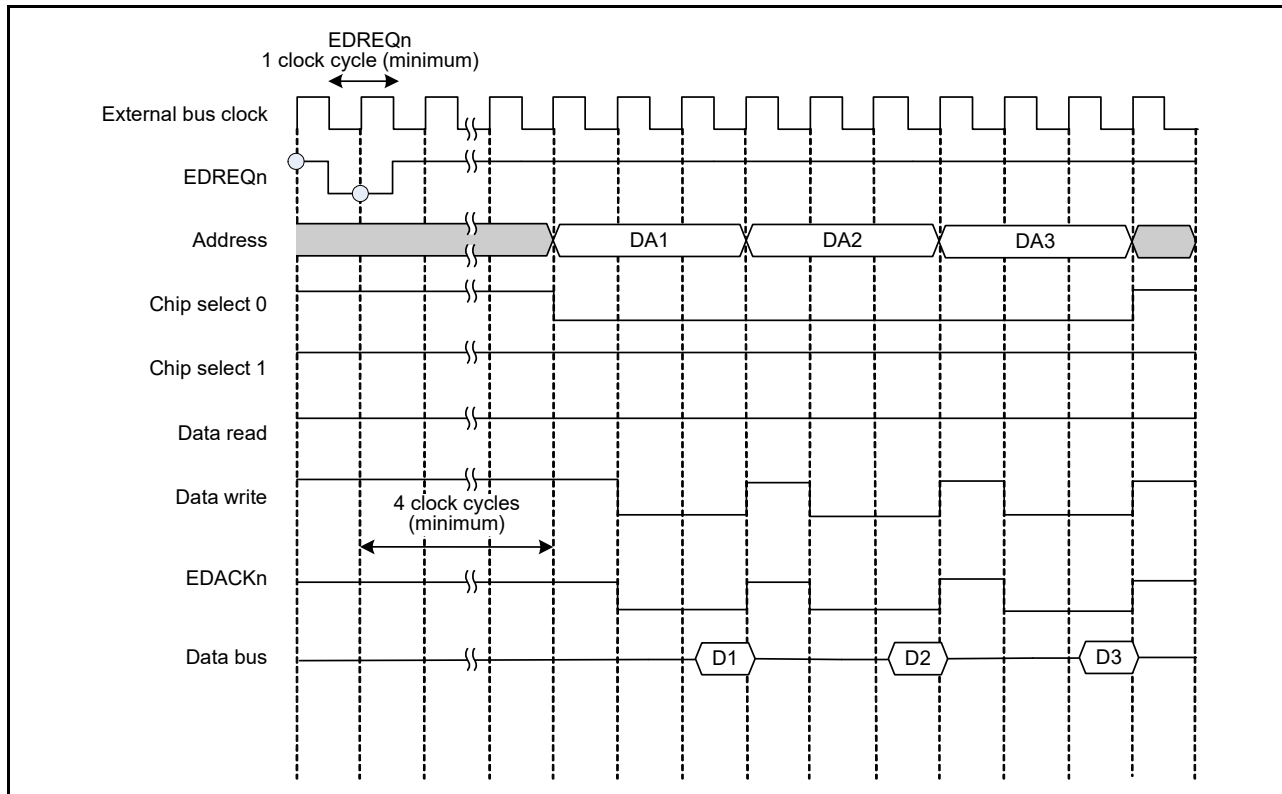 EDREQn
1 clock cycle (minimum)
External bus clock
EDREQn
Address
DA1
DA2
DA3
Chip select 0
Chip select 1
Data read
Data write
4 clock cycles
(minimum)
EDACKn
Data bus
D1
D2
D3